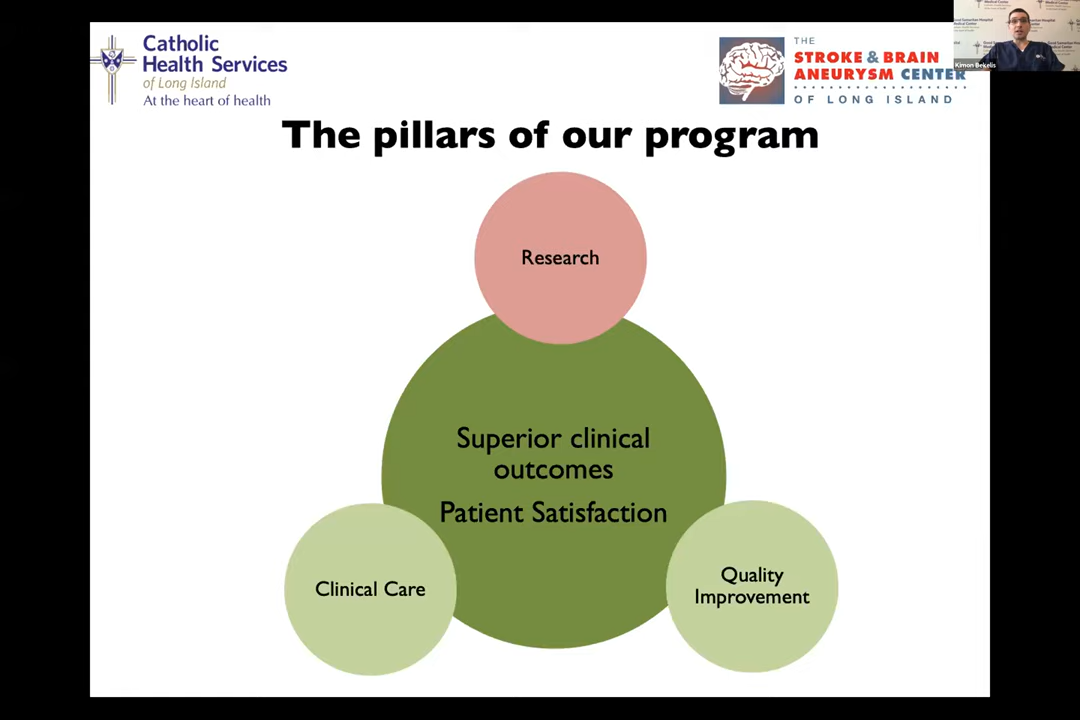 Catholic
Health Services
of Long Island
At the heart of health
THE
STROKE & BRAIN
ANEURYSM CENTER
OF LONG ISLAND
Kimon Bekelis
The pillars of our program
Research
Superior clinical
outcomes
Patient Satisfaction
Clinical Care
Quality
Improvement